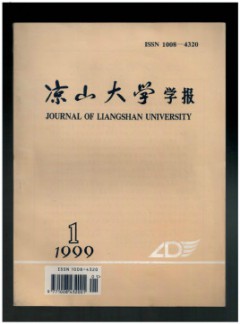 ISSN 1008—4320
凉山大学 学报
JOURNAL OF LIANGSHAN UNIVERSITY
1
1999
ISSN 1008-4320